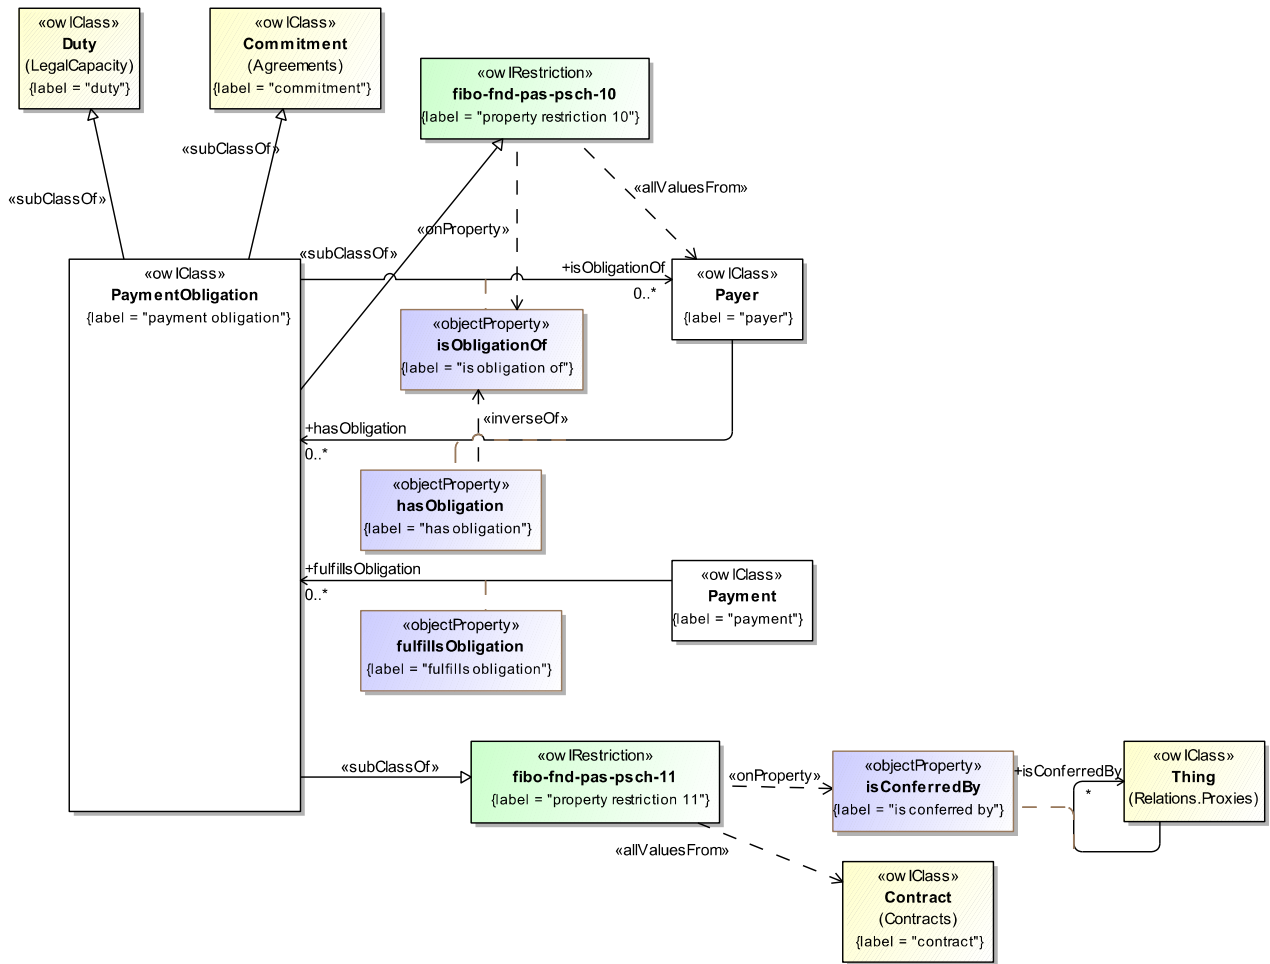 «owlClass»
Duty
(LegalCapacity)
{label = "duty"}
«owlClass»
Commitment
(Agreements)
{label = "commitment"}
«owlRestriction»
fibo-fnd-pas-psch-10
{label = "property restriction 10"}
«subClassOf»
«subClassOf»
«allValuesFrom»
«onProperty»
«subClassOf»
+isObligationOf
0..*
«owlClass»
PaymentObligation
{label = "payment obligation"}
«owlClass»
Payer
{label = "payer"}
«objectProperty»
isObligationOf
{label = "is obligation of"}
«inverseOf»
+hasObligation
0..*
«objectProperty»
hasObligation
{label = "has obligation"}
+fulfillsObligation
0..*
«owlClass»
Payment
{label = "payment"}
«objectProperty»
fulfillsObligation
{label = "fulfills obligation"}
«subClassOf»
«owlRestriction»
fibo-fnd-pas-psch-11
{label = "property restriction 11"}
«onProperty»
«objectProperty»
isConferredBy
{label = "is conferred by"}
+isConferredBy
*
«owlClass»
Thing
(Relations.Proxies)
«allValuesFrom»
«owlClass»
Contract
(Contracts)
{label = "contract"}